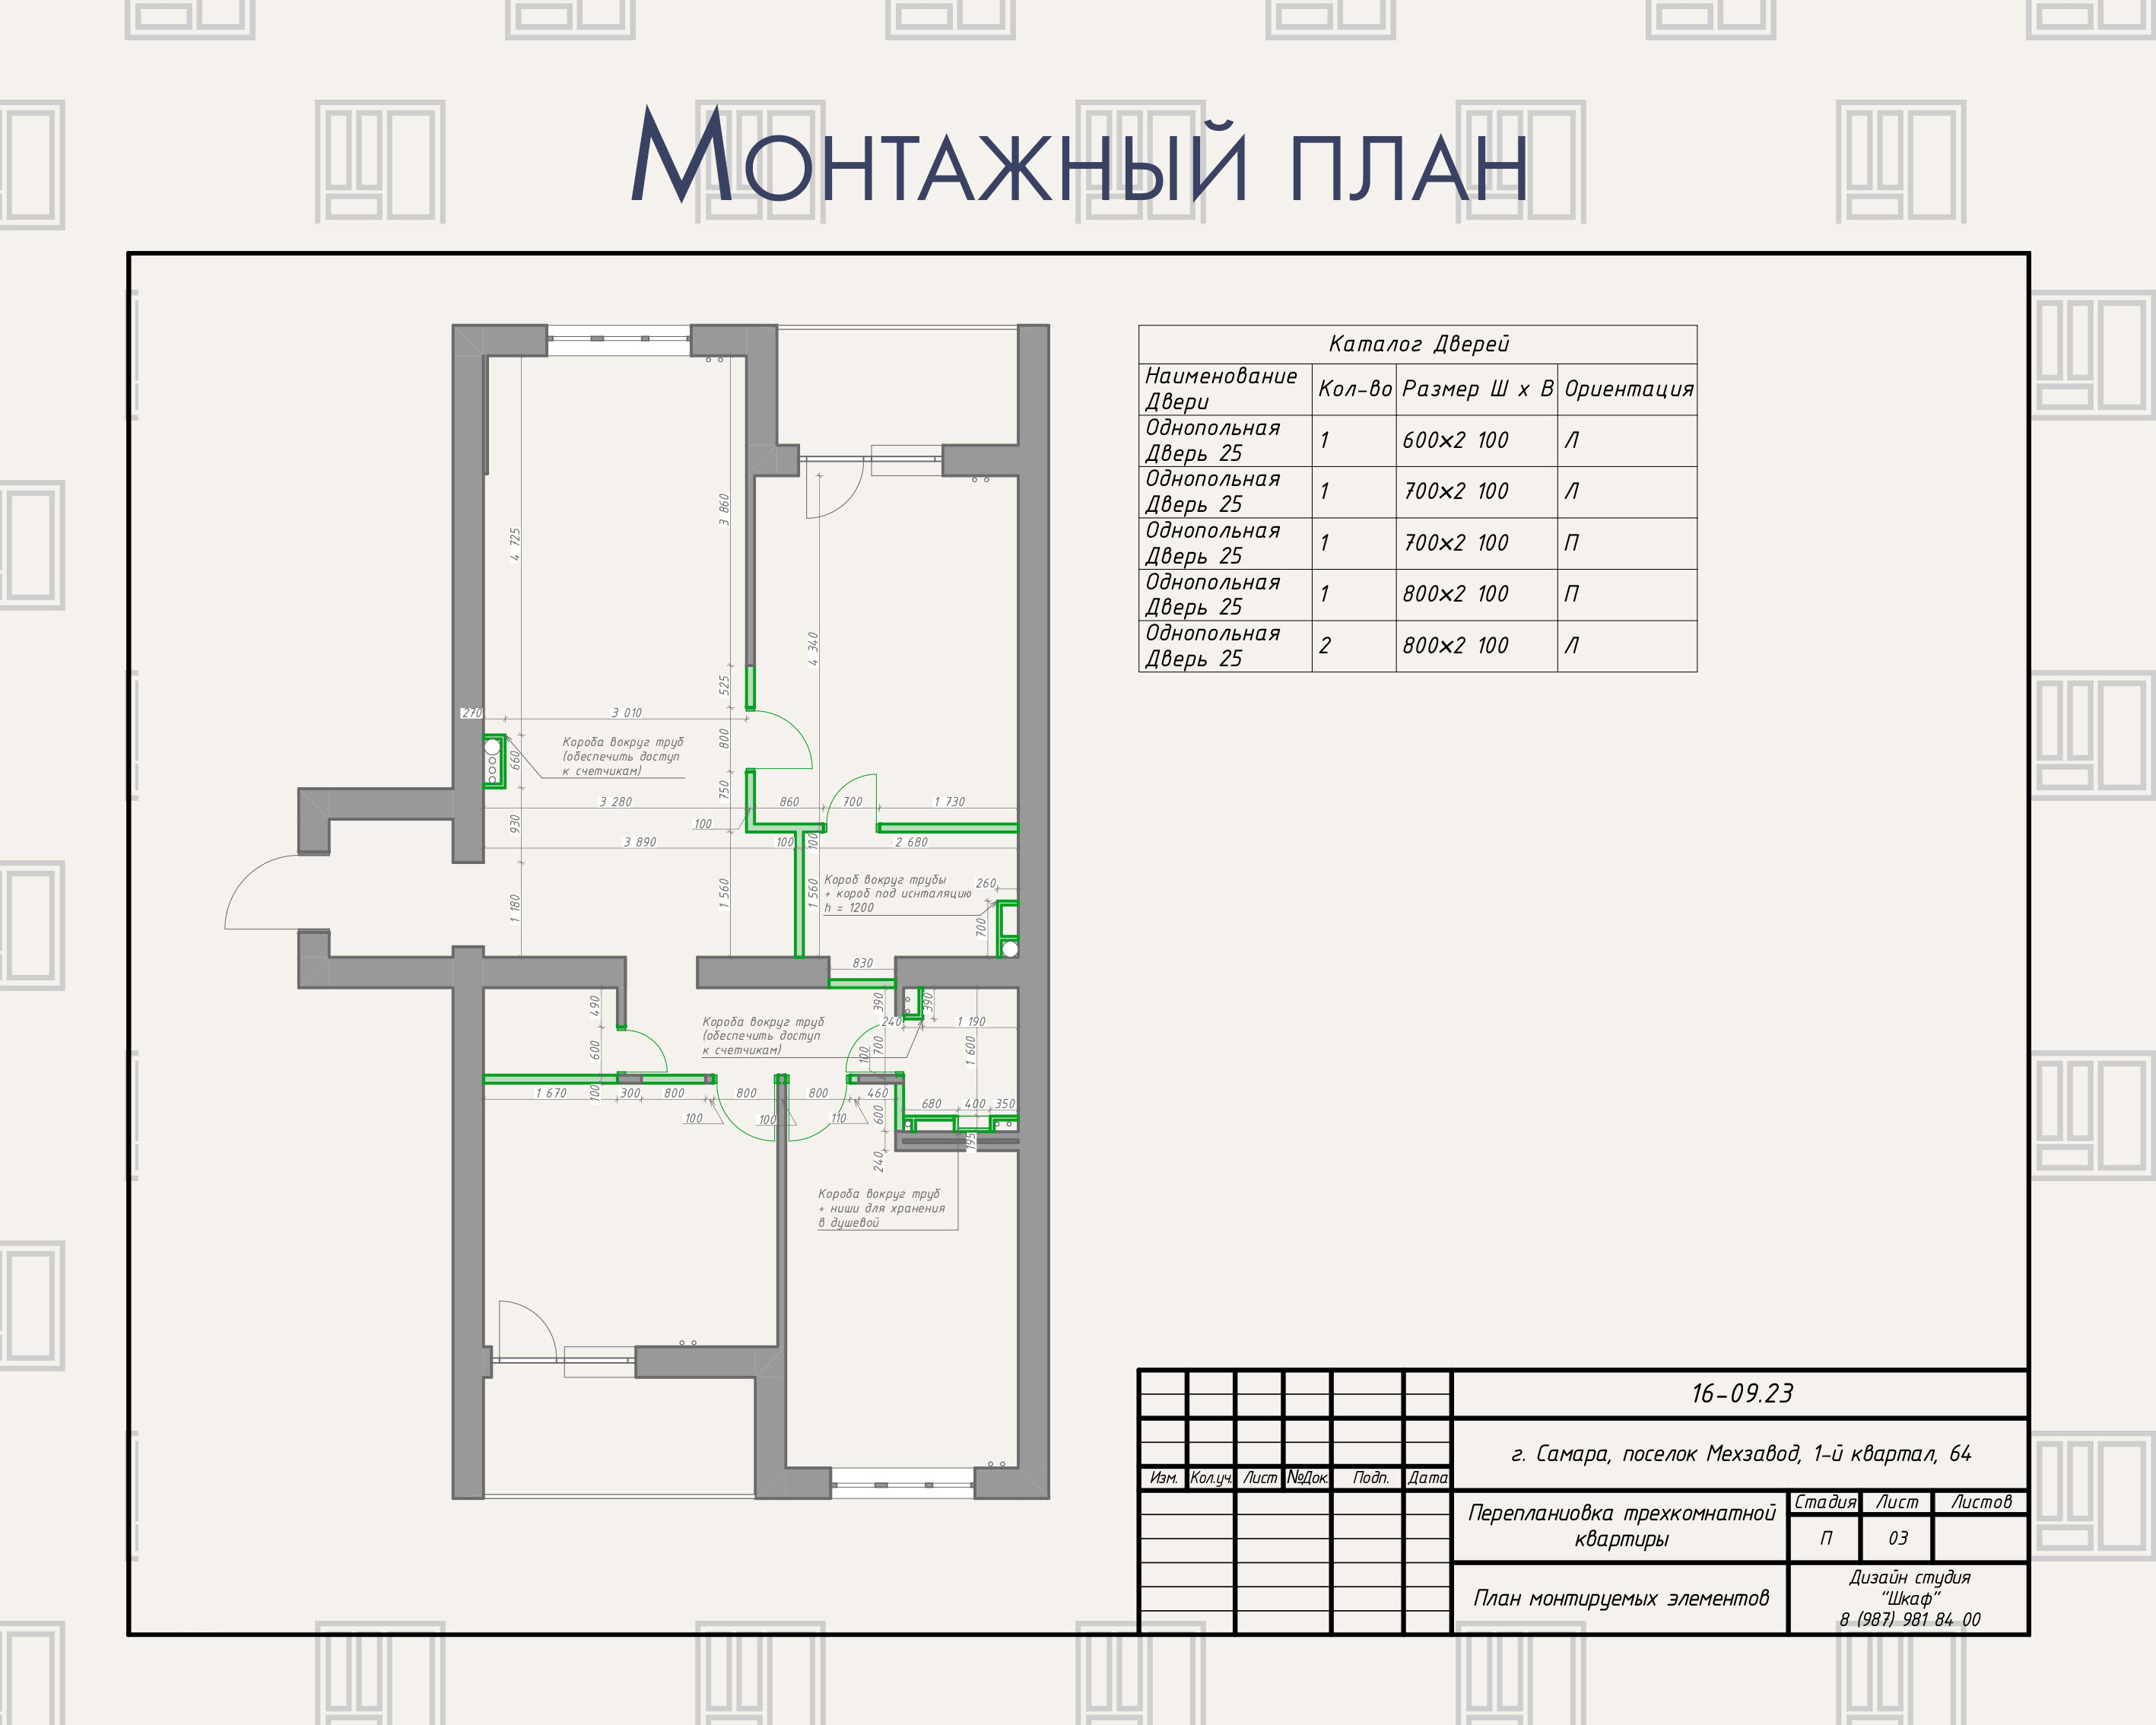 Монтажный план
Каталог Дверей
Наименование Двери Кол-во Размер Ш x В Ориентация
Однопольная Дверь 25 1 600×2 100 Л
Однопольная Дверь 25 1 700×2 100 Л
Однопольная Дверь 25 1 700×2 100 П
Однопольная Дверь 25 1 800×2 100 П
Однопольная Дверь 25 2 800×2 100 Л
4 725
3 860
4 340
525
270
3 010
Короба вокруг труб
(обеспечить доступ
к счетчикам)
660
800
750
3 280
860
700
1 730
100
930
3 890
100
100
2 680
1 180
1 560
1 560
Короб вокруг трубы
+ короб под иснталяцию
h = 1200
260
700
830
490
390
390
Короба вокруг труб
(обеспечить доступ
к счетчикам)
240
1 190
600
100
700
1 600
1 670
300
800
800
800
460
680
400
350
100
100
100
110
600
195
240
Короба вокруг труб
+ ниши для хранения
в душевой
16-09.23
г. Самара, поселок Мехзавод, 1-й квартал, 64
Изм. Кол.уч. Лист №Док. Подп. Дата
Перепланиовка трехкомнатной
квартиры
Стадия Лист Листов
П 03
План монтируемых элементов
Дизайн студия
"Шкаф"
8 (987) 981 84 00